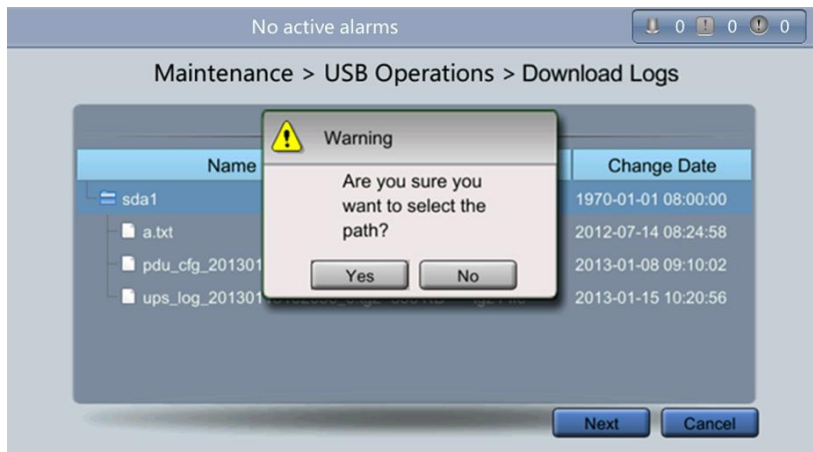 No active alarms
0 0 0
Maintenance > USB Operations > Download Logs
Warning
Name
Change Date
Are you sure you
want to select the
path?
sda1
1970-01-01 08:00:00
a.txt
2012-07-14 08:24:58
pdu_cfg_201301
2013-01-08 09:10:02
Yes
No
ups_log_20130115102056_0.tgz
2013-01-15 10:20:56
Next
Cancel